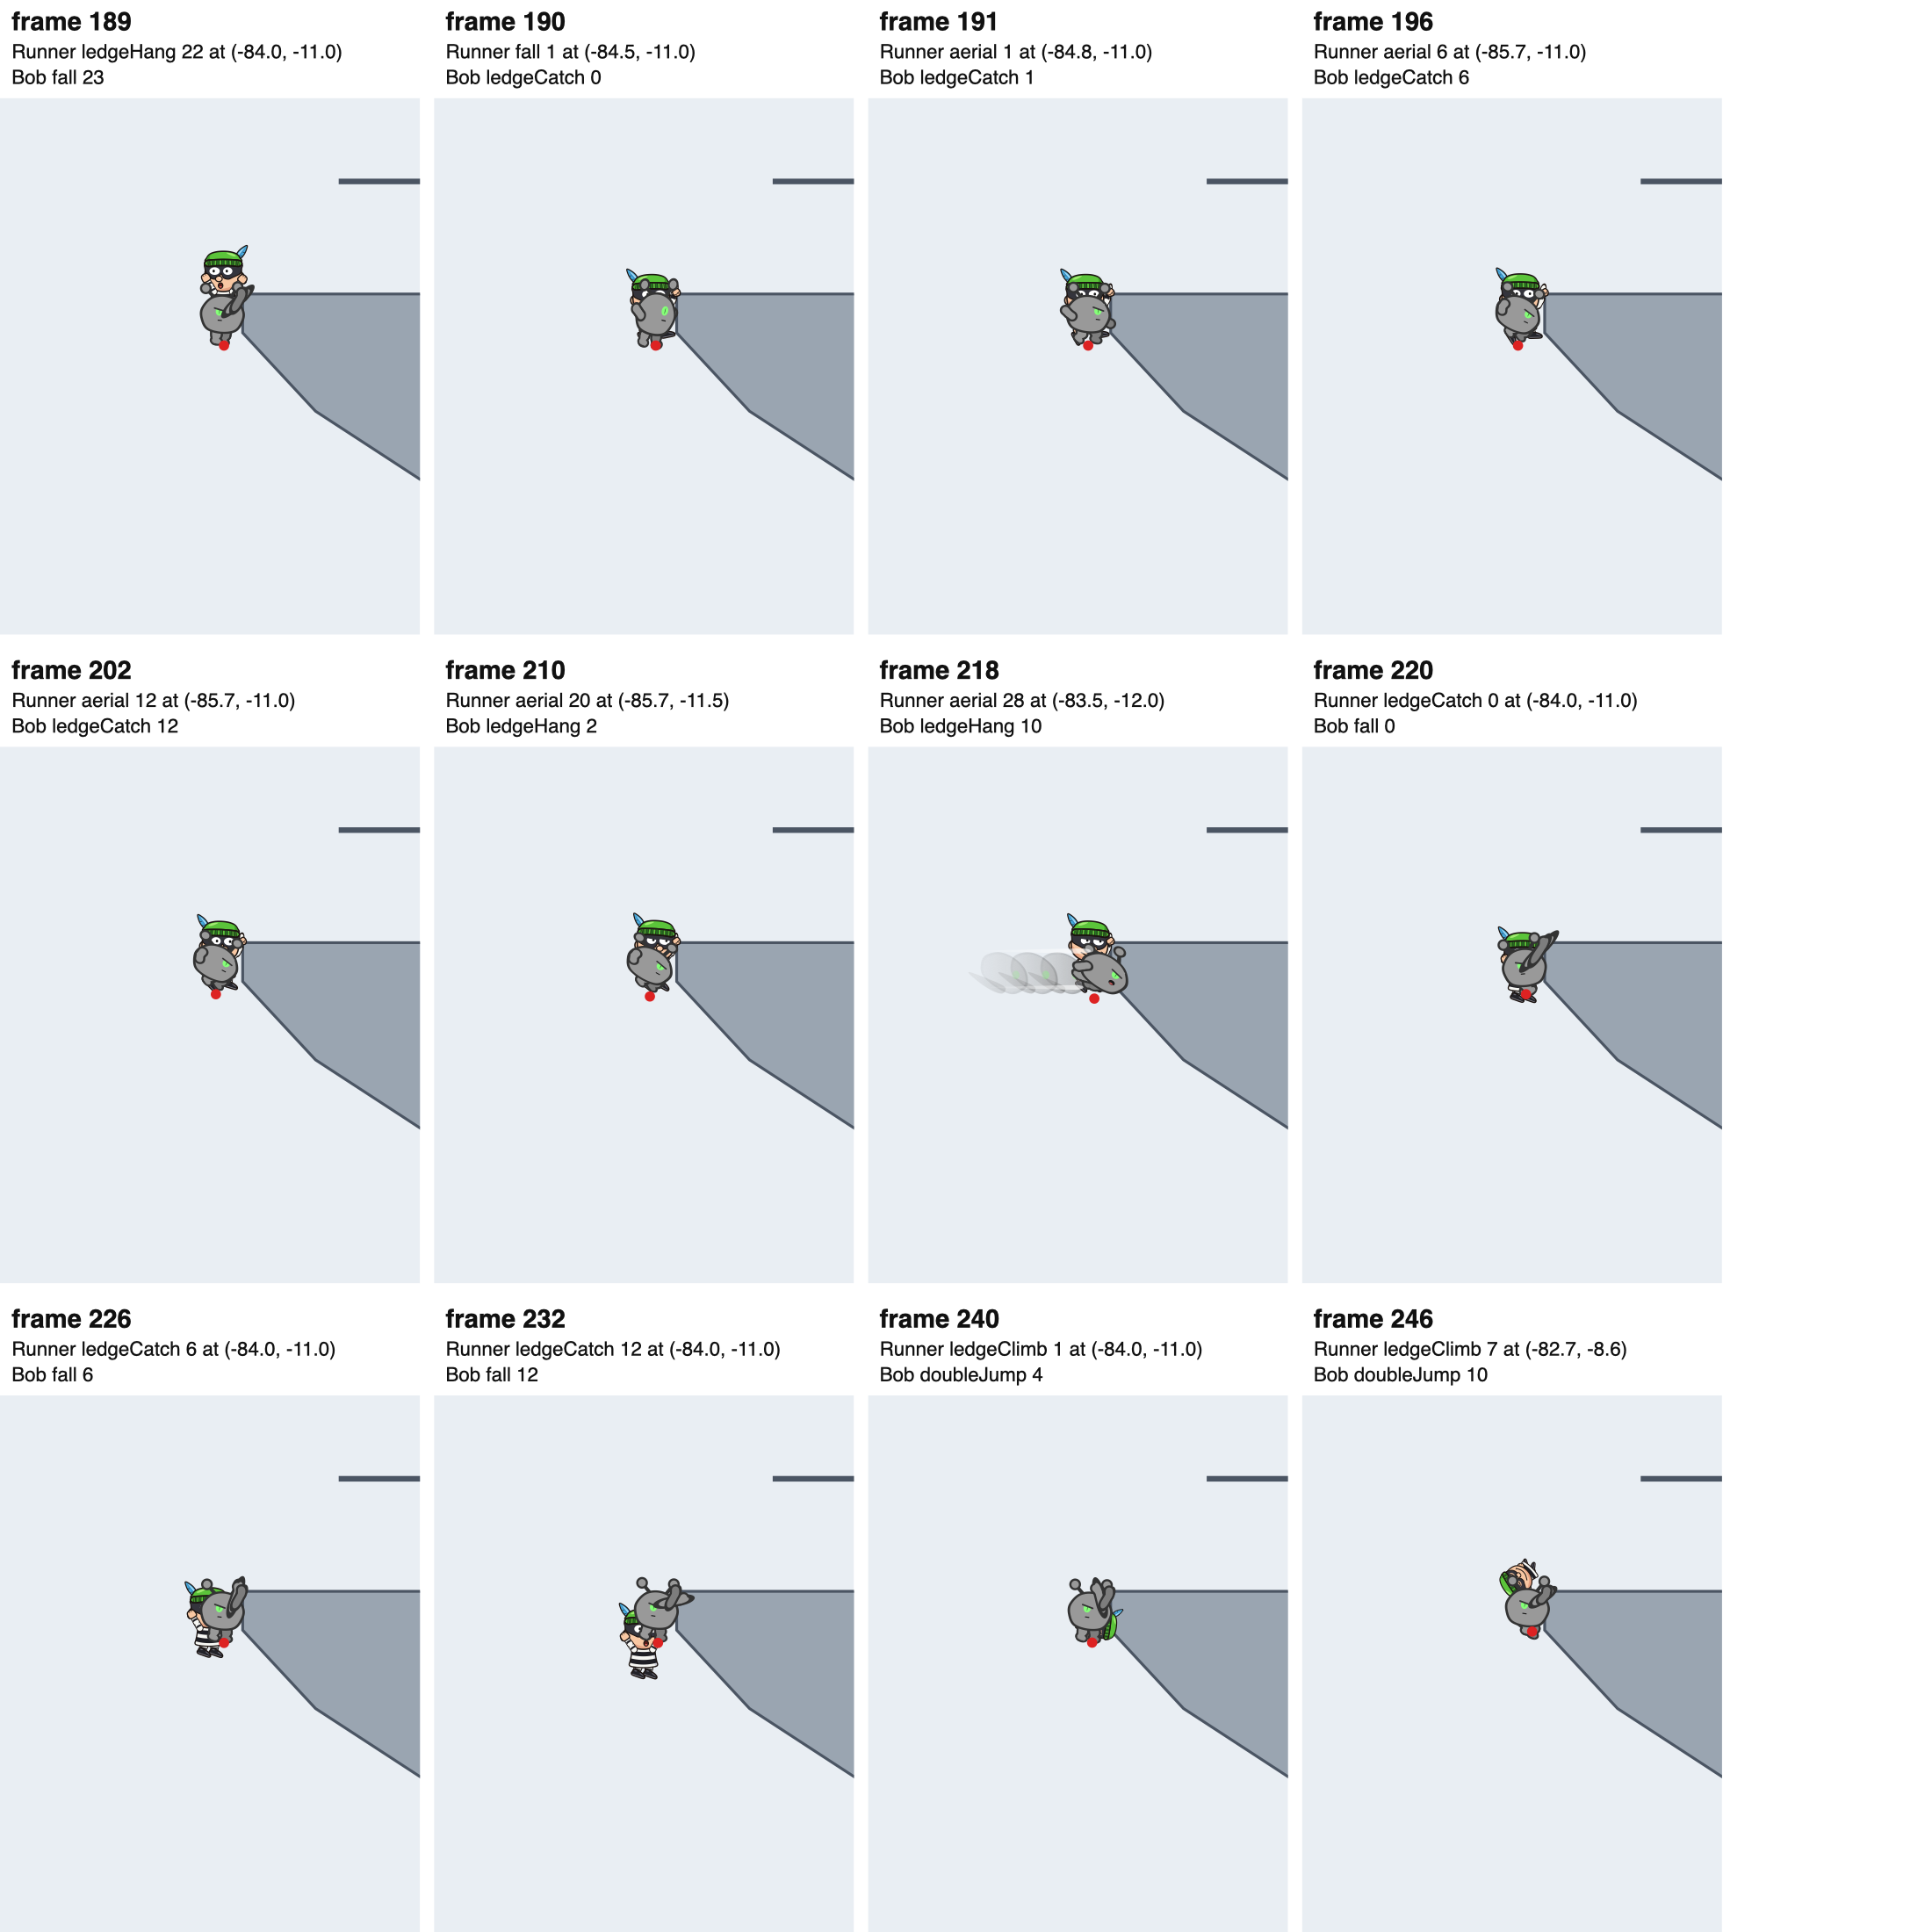 frame 189
Runner ledgeHang 22 at (-84.0, -11.0)
Bob fall 23
frame 190
Runner fall 1 at (-84.5, -11.0)
Bob ledgeCatch 0
frame 191
Runner aerial 1 at (-84.8, -11.0)
Bob ledgeCatch 1
frame 196
Runner aerial 6 at (-85.7, -11.0)
Bob ledgeCatch 6
frame 202
Runner aerial 12 at (-85.7, -11.0)
Bob ledgeCatch 12
frame 210
Runner aerial 20 at (-85.7, -11.5)
Bob ledgeHang 2
frame 218
Runner aerial 28 at (-83.5, -12.0)
Bob ledgeHang 10
frame 220
Runner ledgeCatch 0 at (-84.0, -11.0)
Bob fall 0
frame 226
Runner ledgeCatch 6 at (-84.0, -11.0)
Bob fall 6
frame 232
Runner ledgeCatch 12 at (-84.0, -11.0)
Bob fall 12
frame 240
Runner ledgeClimb 1 at (-84.0, -11.0)
Bob doubleJump 4
frame 246
Runner ledgeClimb 7 at (-82.7, -8.6)
Bob doubleJump 10